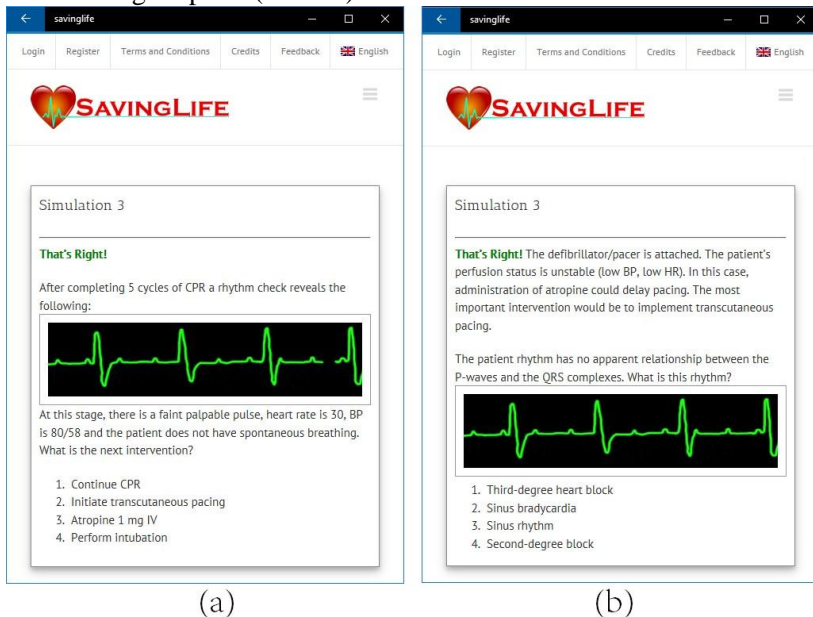 savinglife
Login Register Terms and Conditions Credits Feedback English
SAVINGLIFE
Simulation 3
That's Right!
After completing 5 cycles of CPR a rhythm check reveals the
following:
At this stage, there is a faint palpable pulse, heart rate is 30, BP
is 80/58 and the patient does not have spontaneous breathing.
What is the next intervention?
1. Continue CPR
2. Initiate transcutaneous pacing
3. Atropine 1 mg IV
4. Perform intubation
(a)
savinglife
Login Register Terms and Conditions Credits Feedback English
SAVINGLIFE
Simulation 3
That's Right! The defibrillator/pacer is attached. The patient's
perfusion status is unstable (low BP, low HR). In this case,
administration of atropine could delay pacing. The most
important intervention would be to implement transcutaneous
pacing.
The patient rhythm has no apparent relationship between the
P-waves and the QRS complexes. What is this rhythm?
1. Third-degree heart block
2. Sinus bradycardia
3. Sinus rhythm
4. Second-degree block
(b)